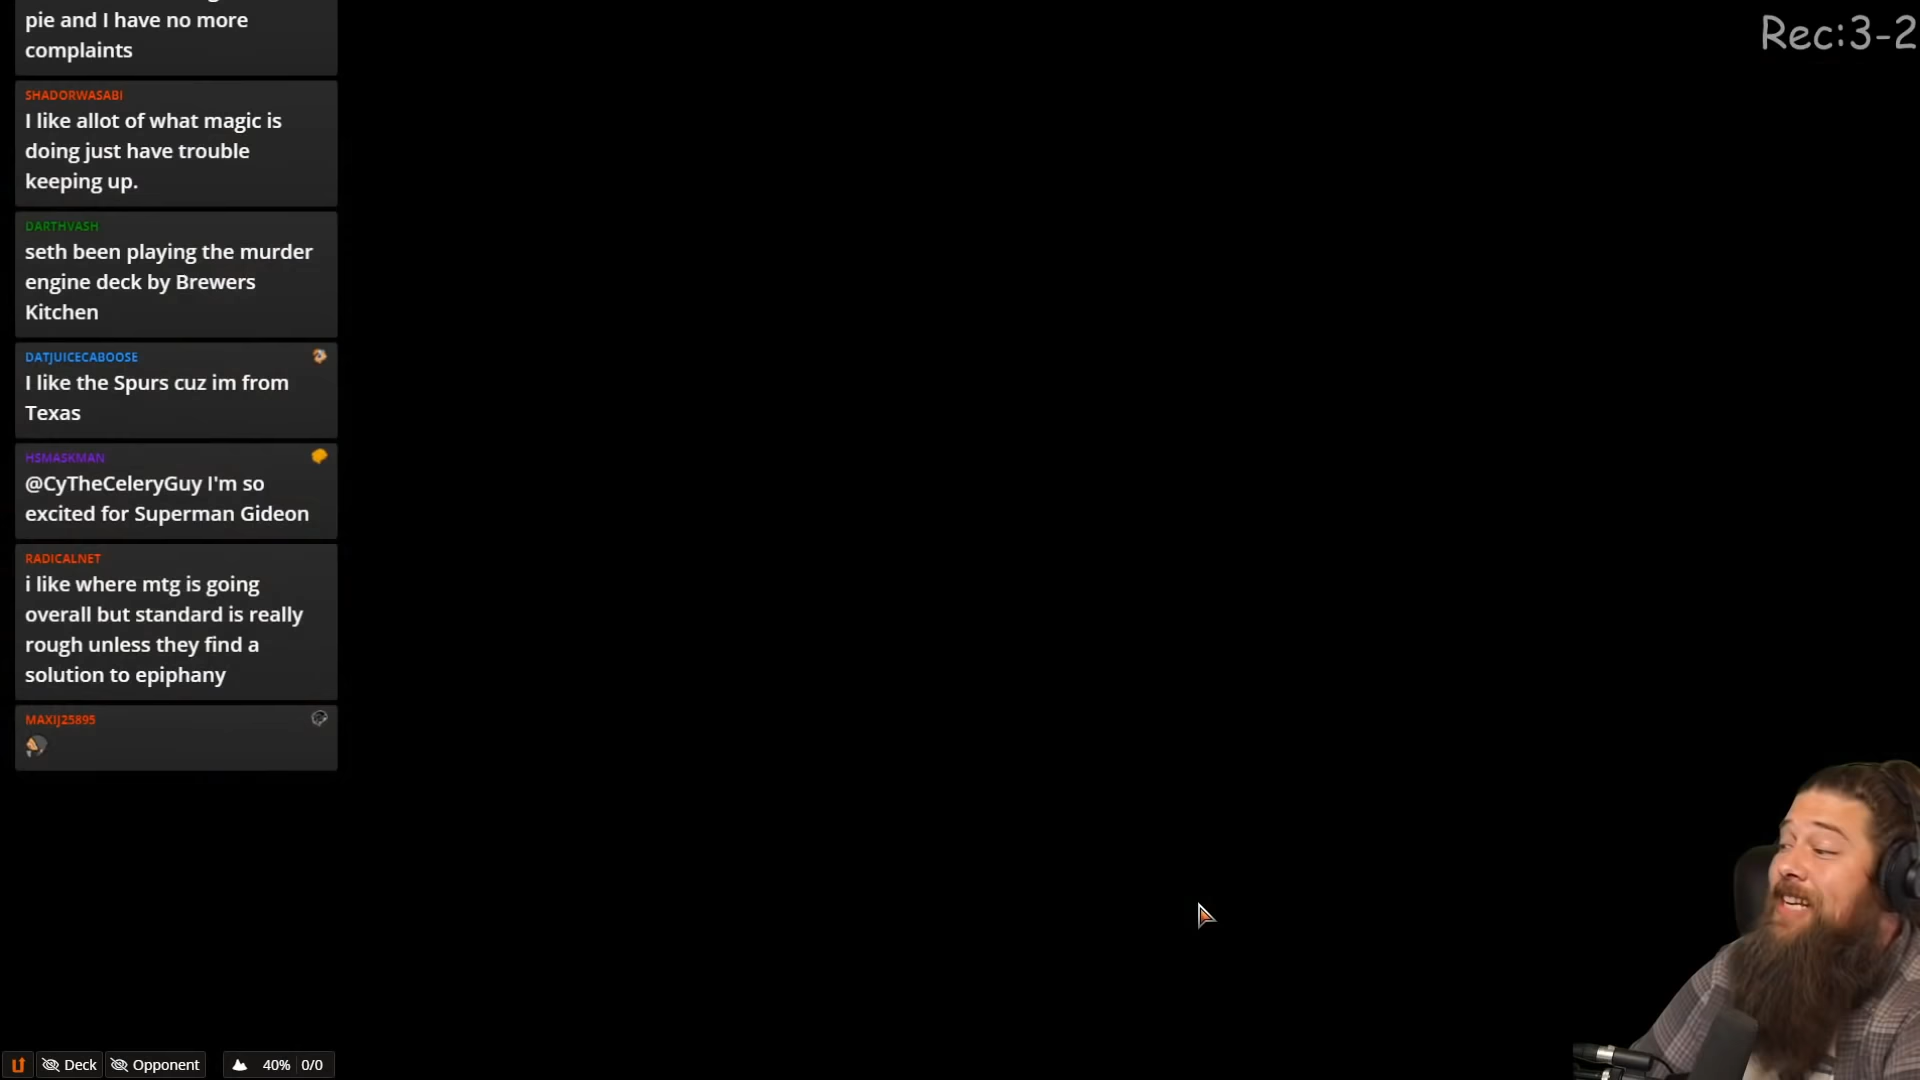 pie and I have no more
complaints
SHADORWASABI
I like allot of what magic is
doing just have trouble
keeping up.
DARTHVASH
seth been playing the murder
engine deck by Brewers
Kitchen
DATJUICECABOOSE
I like the Spurs cuz im from
Texas
HSMASKMAN
@CyTheCeleryGuy I'm so
excited for Superman Gideon
RADICALNET
i like where mtg is going
overall but standard is really
rough unless they find a
solution to epiphany
MAXIJ25895
Rec:3-2
Deck
Opponent
40% 0/0